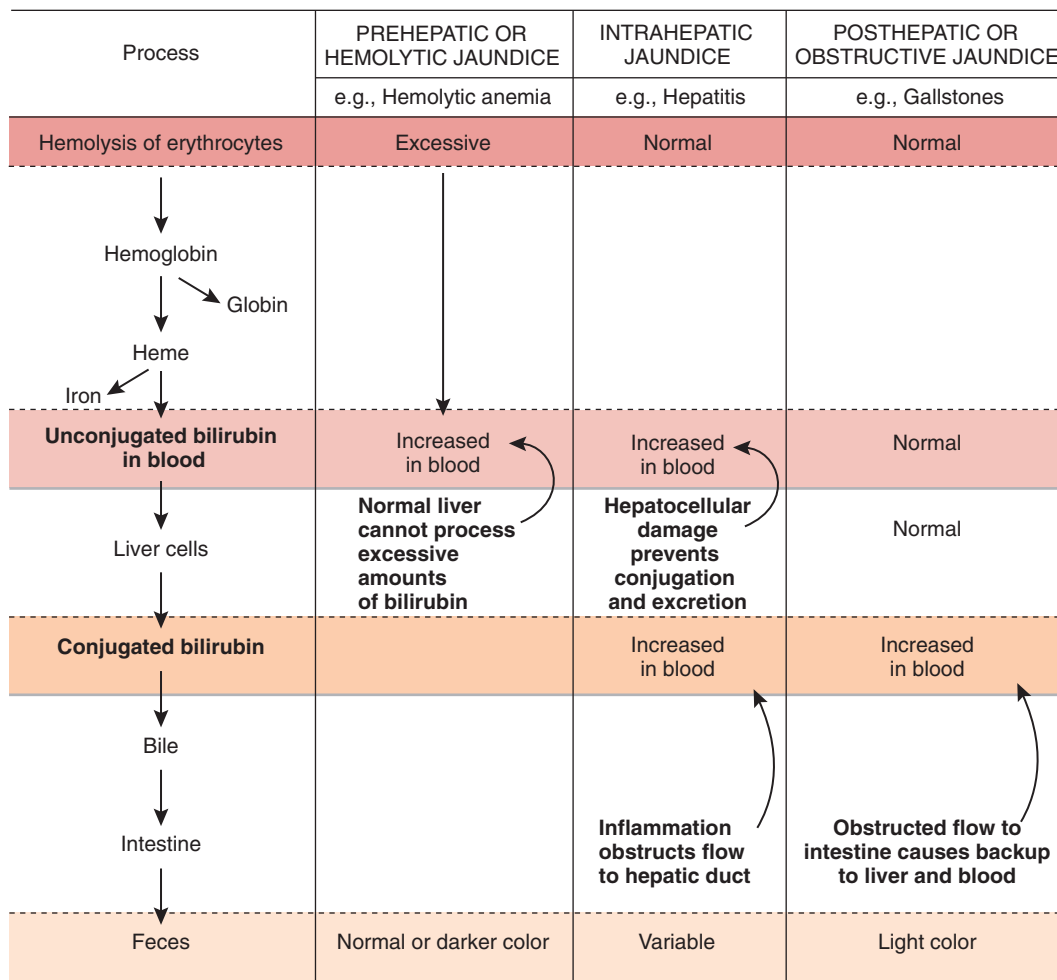 Process
PREHEPATIC OR
HEMOLYTIC JAUNDICE
INTRAHEPATIC
JAUNDICE
POSTHEPATIC OR
OBSTRUCTIVE JAUNDICE
e.g., Hemolytic anemia
e.g., Hepatitis
e.g., Gallstones
Hemolysis of erythrocytes
Excessive
Normal
Normal
Hemoglobin
Globin
Heme
Iron
Unconjugated bilirubin
in blood
Increased
in blood
Increased
in blood
Normal
Liver cells
Normal liver
cannot process
excessive
amounts
of bilirubin
Hepatocellular
damage
prevents
conjugation
and excretion
Normal
Conjugated bilirubin
Increased
in blood
Increased
in blood
Bile
Intestine
Inflammation
obstructs flow
to hepatic duct
Obstructed flow to
intestine causes backup
to liver and blood
Feces
Normal or darker color
Variable
Light color